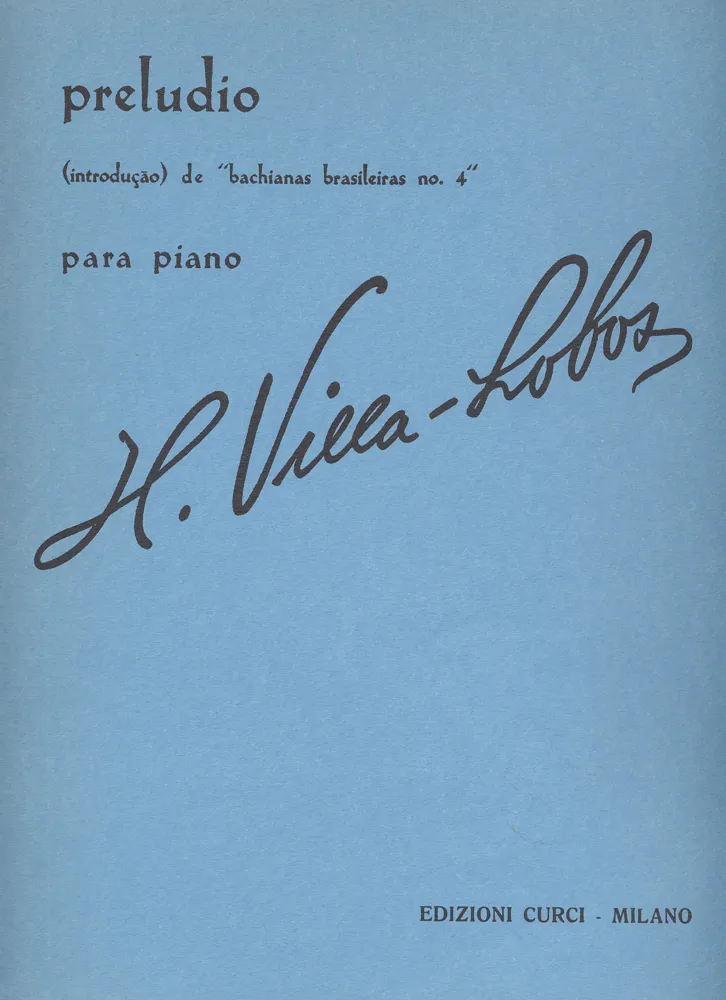 preludio
(introdução) de "bachianas brasileiras no. 4"
para piano
H. Villa-Lobos
EDIZIONI CURCI - MILANO